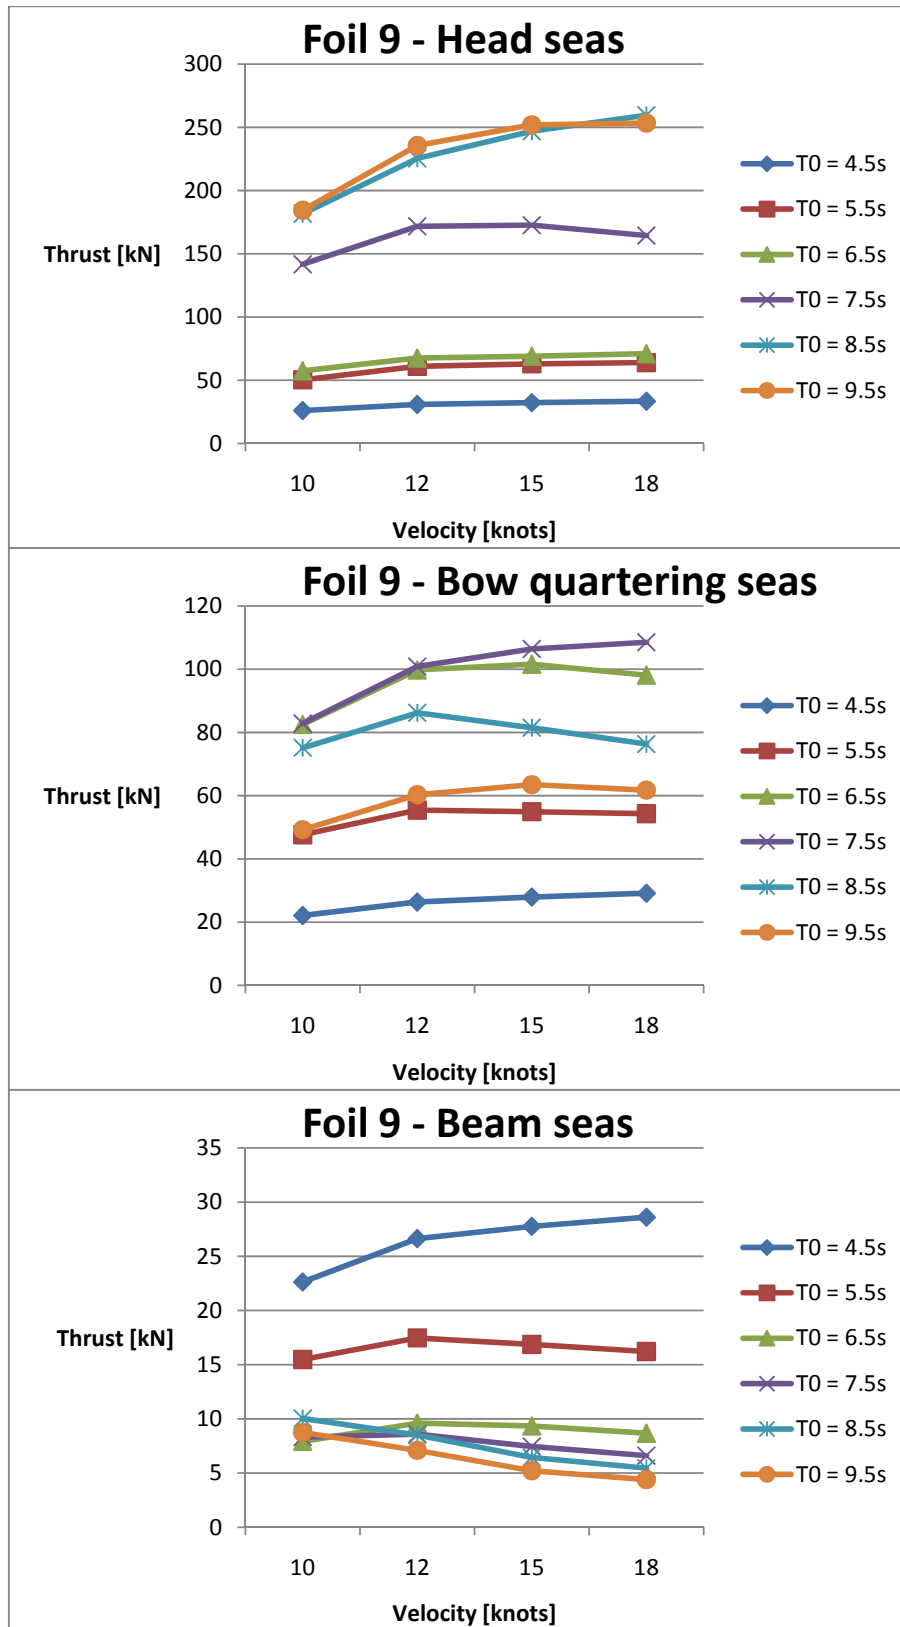 Foil 9 - Head seas
300
250
200
150
100
50
0
Thrust [kN]
10 12 15 18
Velocity [knots]
T0 = 4.5s
T0 = 5.5s
T0 = 6.5s
T0 = 7.5s
T0 = 8.5s
T0 = 9.5s
Foil 9 - Bow quartering seas
120
100
80
60
40
20
0
Thrust [kN]
10 12 15 18
Velocity [knots]
T0 = 4.5s
T0 = 5.5s
T0 = 6.5s
T0 = 7.5s
T0 = 8.5s
T0 = 9.5s
Foil 9 - Beam seas
35
30
25
20
15
10
5
0
Thrust [kN]
10 12 15 18
Velocity [knots]
T0 = 4.5s
T0 = 5.5s
T0 = 6.5s
T0 = 7.5s
T0 = 8.5s
T0 = 9.5s